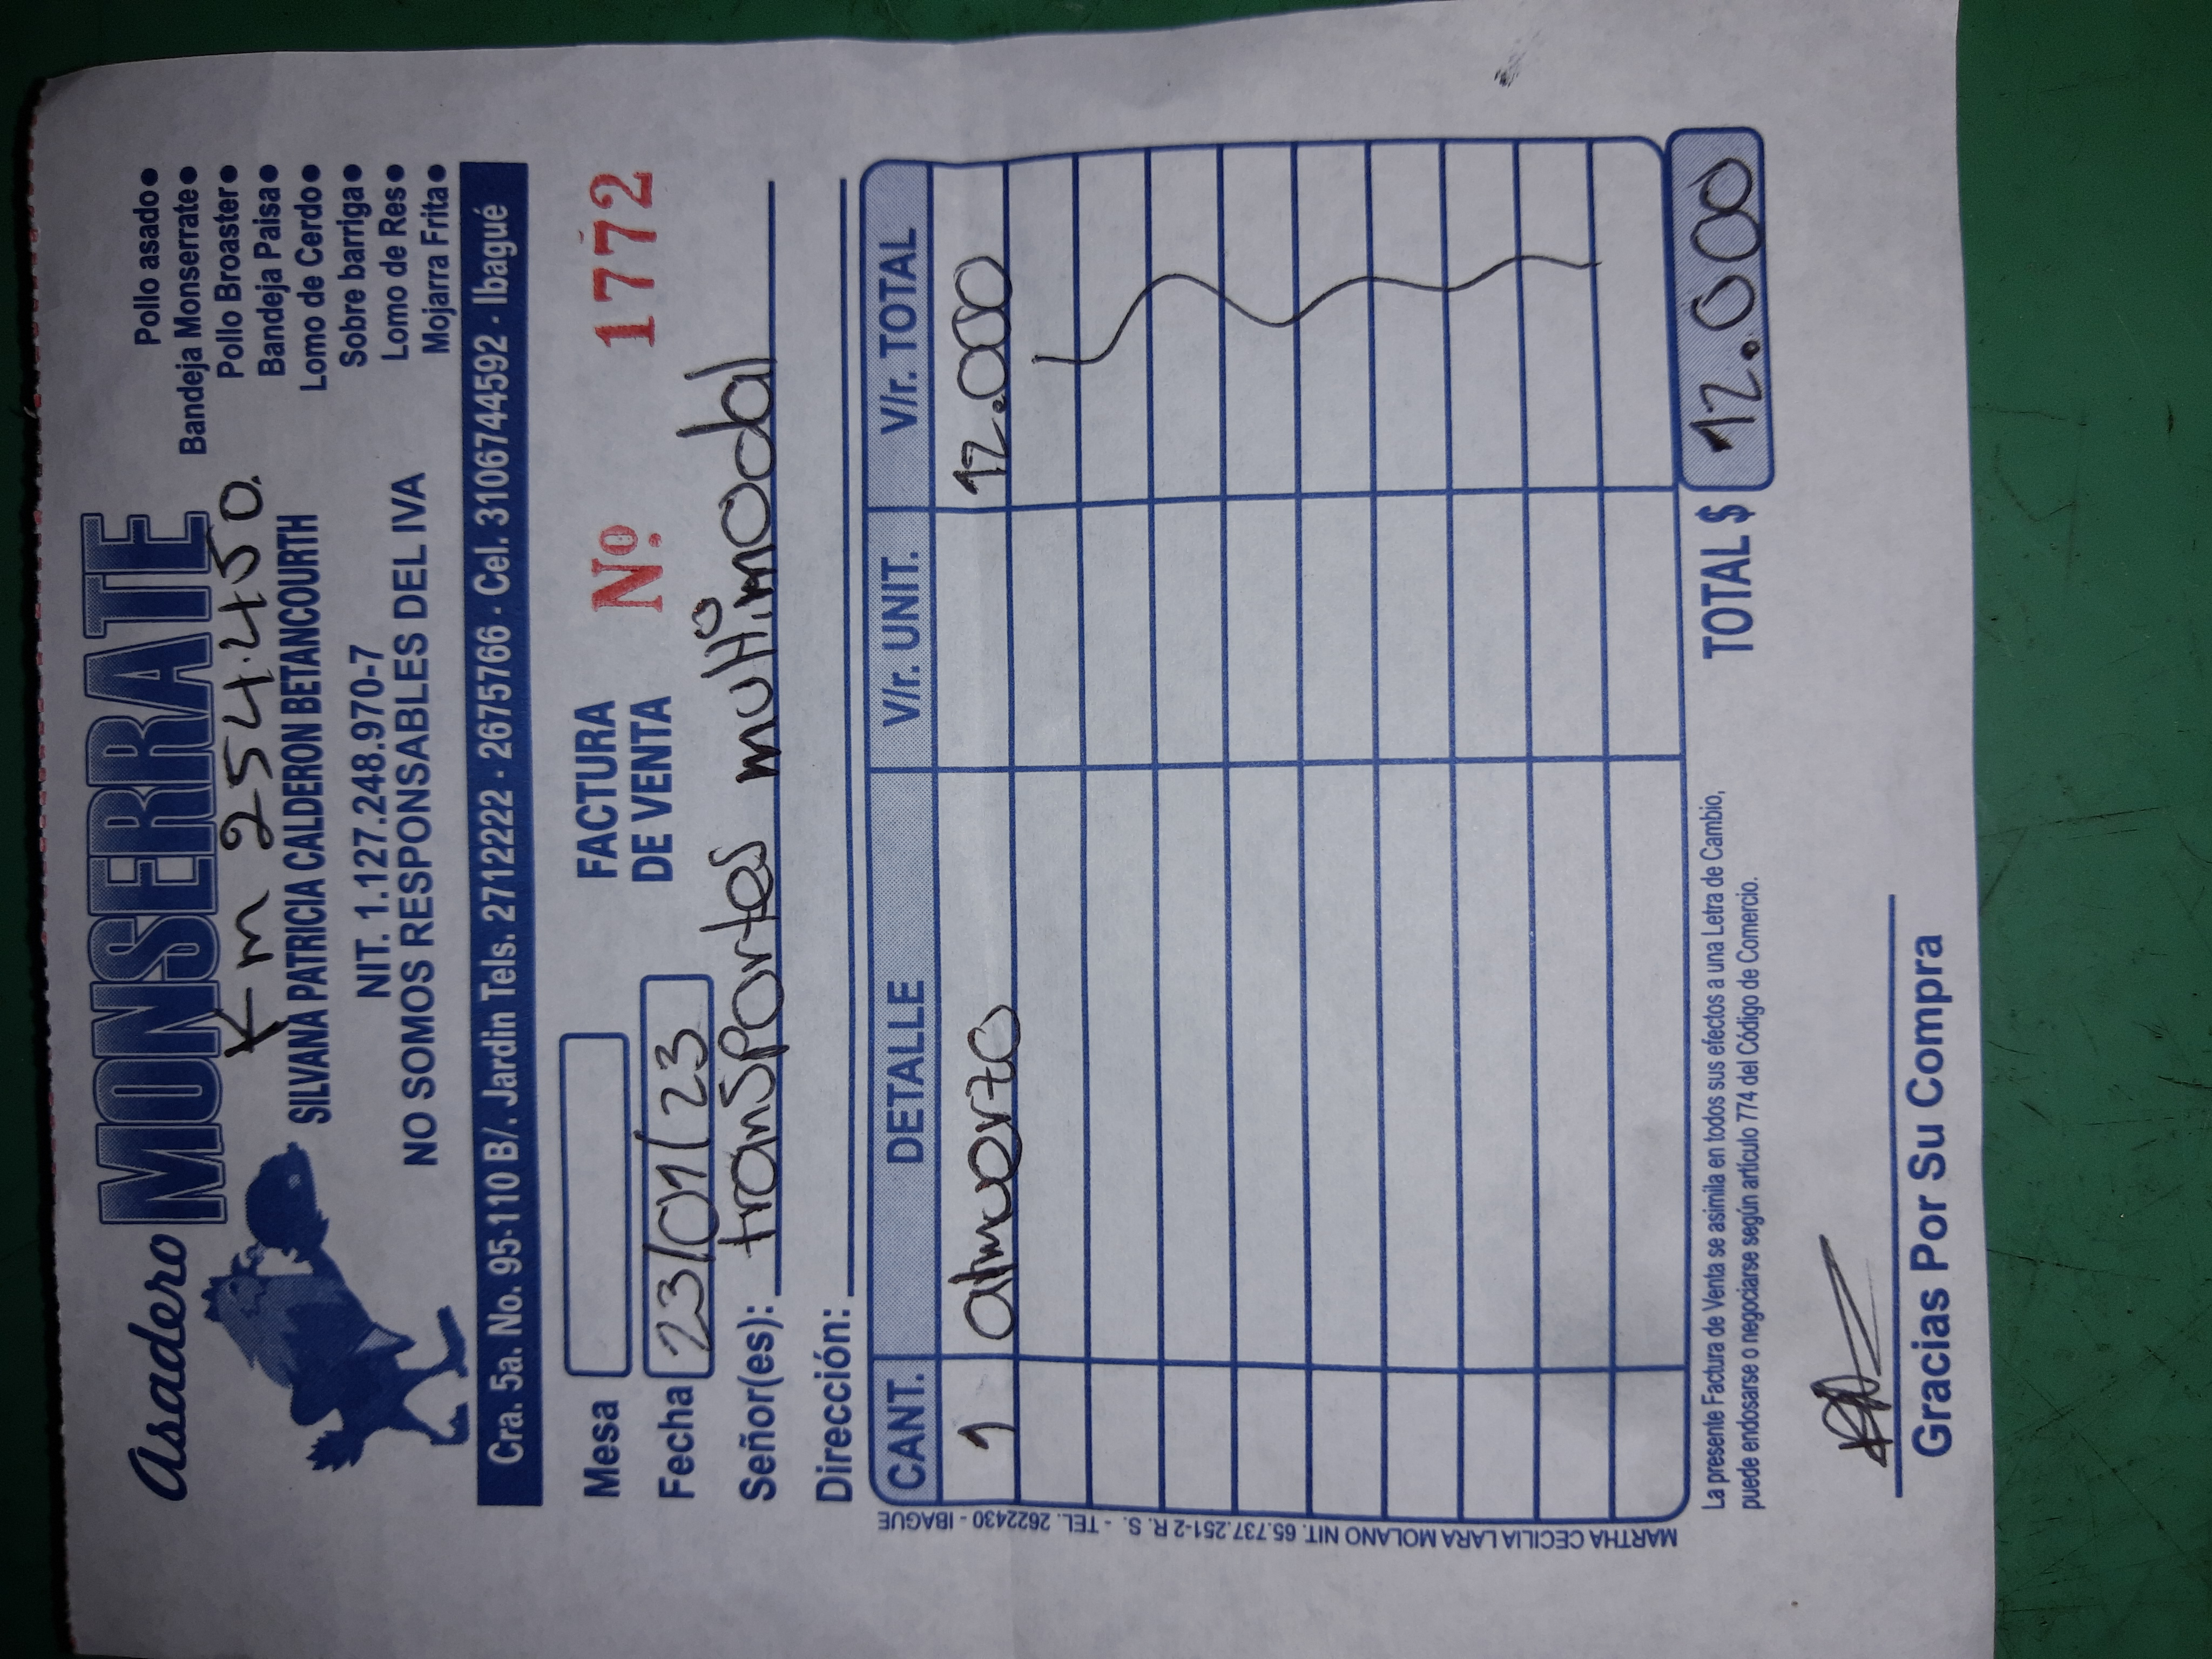 Asadero MONSERRATE
Km 254.450.
SILVANA PATRICIA CALDERON BETANCOURTH
NIT. 1.127.248.970-7
NO SOMOS RESPONSABLES DEL IVA
Pollo asado●
Bandeja Monserrate●
Pollo Broaster●
Bandeja Paisa●
Lomo de Cerdo●
Sobre barriga●
Lomo de Res●
Mojarra Frita●
Cra. 5a. No. 95-110 B/. Jardin Tels. 2712222 - 2675766 - Cel. 3106744592 - Ibagué
Mesa
FACTURA
DE VENTA
No. 1772
Fecha 23/01/23
Señor(es): transportes multimodal
Dirección:
CANT. DETALLE V/r. UNIT. V/r. TOTAL
1 almuerzo 12.000
TOTAL $ 12.000
La presente Factura de Venta se asimila en todos sus efectos a una Letra de Cambio,
puede endosarse o negociarse según artículo 774 del Código de Comercio.
Gracias Por Su Compra
MARTHA CECILIA LARA MOLANO NIT. 65.737.251-2 R. S. - TEL. 2622430 - IBAGUE